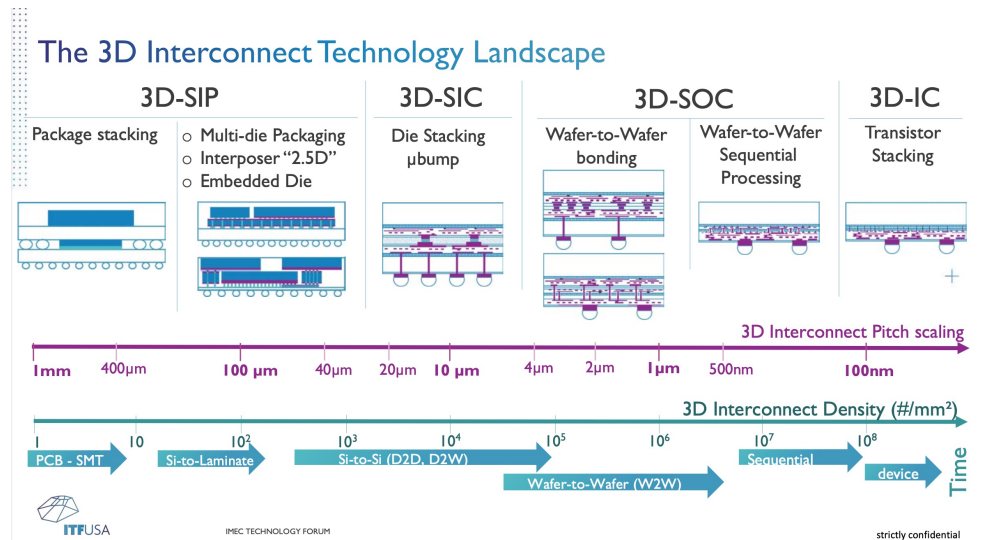 The 3D Interconnect Technology Landscape
3D-SIP
3D-SIC
3D-SOC
3D-IC
Package stacking
o Multi-die Packaging
o Interposer “2.5D”
o Embedded Die
Die Stacking
µbump
Wafer-to-Wafer
bonding
Wafer-to-Wafer
Sequential
Processing
Transistor
Stacking
3D Interconnect Pitch scaling
1mm 400µm 100 µm 40µm 20µm 10 µm 4µm 2µm 1µm 500nm 100nm
3D Interconnect Density (#/mm²)
1 10 10² 10³ 10⁴ 10⁵ 10⁶ 10⁷ 10⁸
PCB - SMT
Si-to-Laminate
Si-to-Si (D2D, D2W)
Wafer-to-Wafer (W2W)
Sequential
device
Time
ITFUSA
IMEC TECHNOLOGY FORUM
strictly confidential